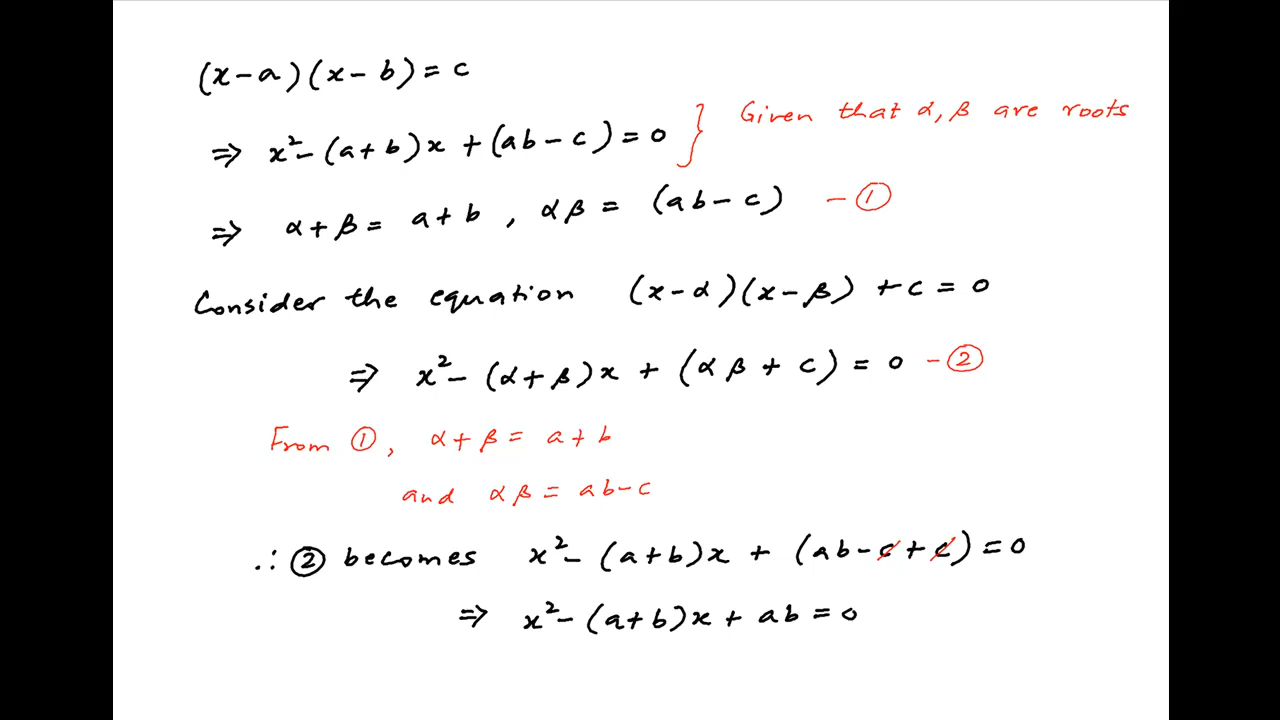 (x-a)(x-b) = c
⇒ x²-(a+b)x+(ab-c)=0 } Given that α, β are roots
⇒ α+β = a+b , αβ = (ab-c) -①
Consider the equation (x-α)(x-β)+c = 0
⇒ x²-(α+β)x + (αβ+c) = 0 -②
From ①, α+β = a+b
and αβ = ab-c
∴ ② becomes x²-(a+b)x + (ab-c+c) = 0
⇒ x²-(a+b)x + ab = 0